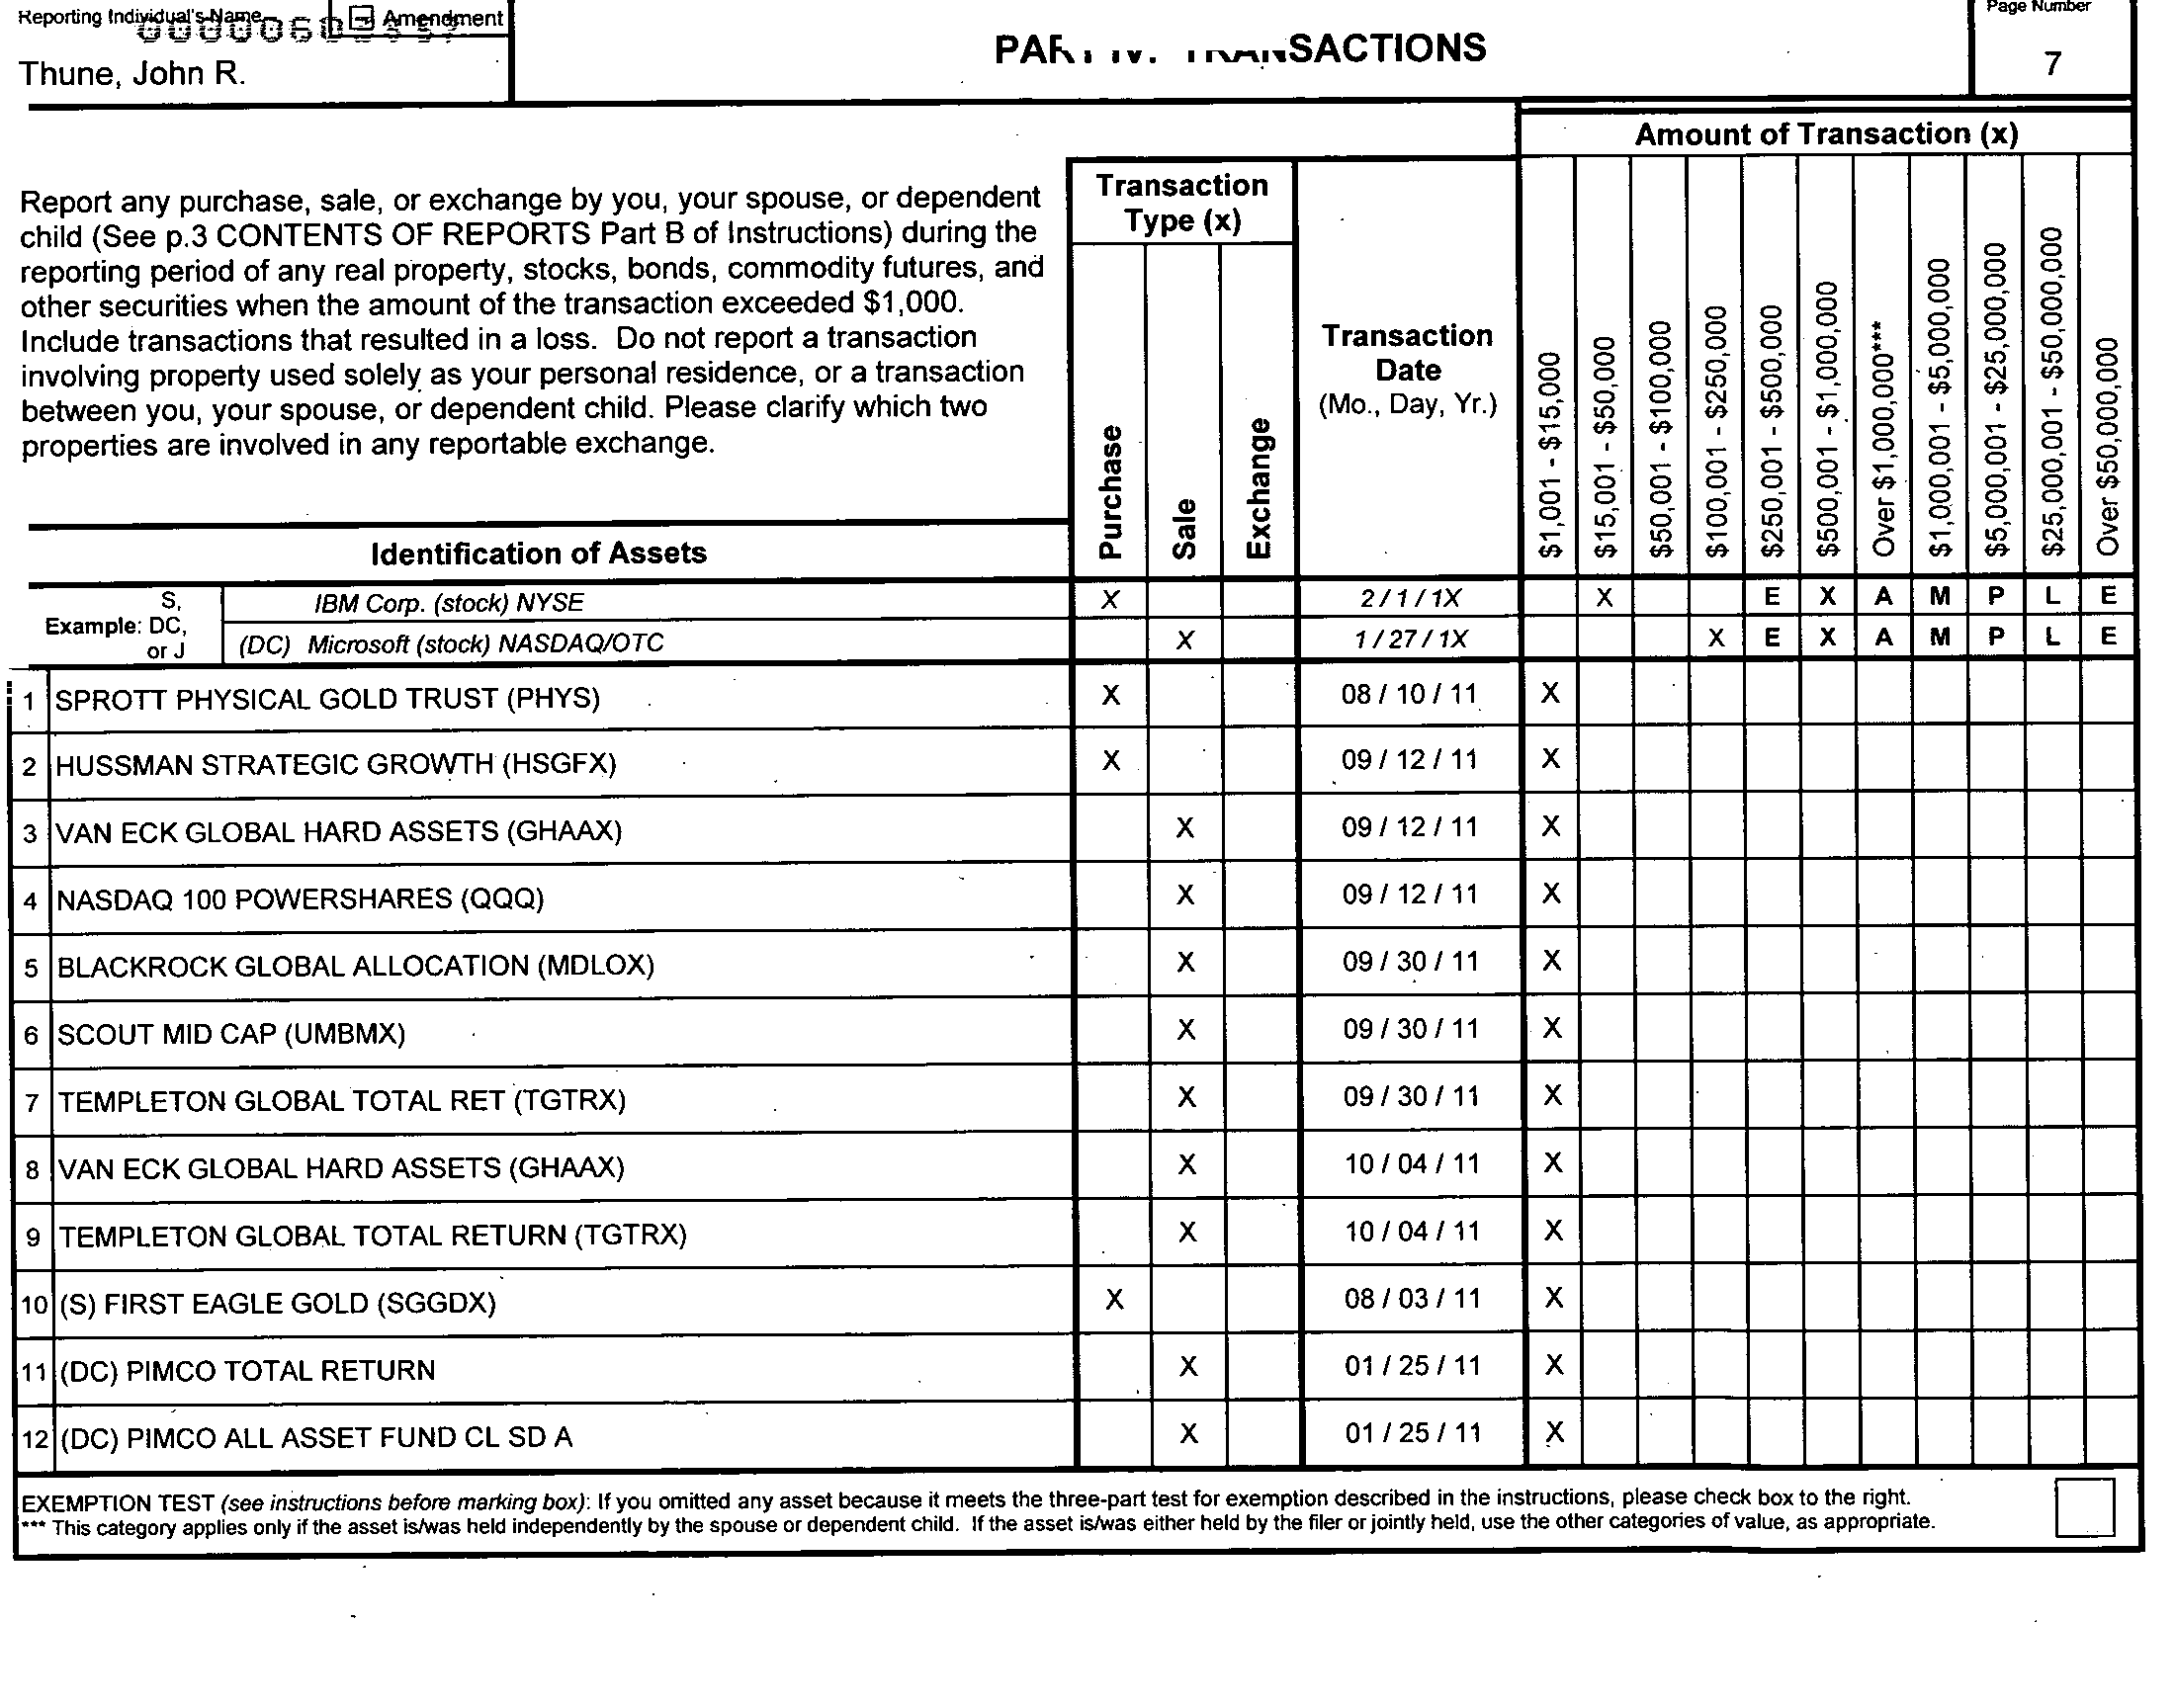 Reporting Individual's Name
Amendment
Thune, John R.
SACTIONS
Page Number
7
Report any purchase, sale, or exchange by you, your spouse, or dependent
child (See p.3 CONTENTS OF REPORTS Part B of Instructions) during the
reporting period of any real property, stocks, bonds, commodity futures, and
other securities when the amount of the transaction exceeded $1,000.
Include transactions that resulted in a loss. Do not report a transaction
involving property used solely as your personal residence, or a transaction
between you, your spouse, or dependent child. Please clarify which two
properties are involved in any reportable exchange.
Identification of Assets
Transaction
Type (x)
Purchase
Sale
Exchange
Transaction
Date
(Mo., Day, Yr.)
Amount of Transaction (x)
$1,001 - $15,000
$15,001 - $50,000
$50,001 - $100,000
$100,001 - $250,000
$250,001 - $500,000
$500,001 - $1,000,000
Over $1,000,000***
$1,000,001 - $5,000,000
$5,000,001 - $25,000,000
$25,000,001 - $50,000,000
Over $50,000,000
Example:
S,
DC,
or J
IBM Corp. (stock) NYSE X 2 / 1 / 1X X E X A M P L E
(DC) Microsoft (stock) NASDAQ/OTC X 1 / 27 / 1X X E X A M P L E
1 SPROTT PHYSICAL GOLD TRUST (PHYS) X 08 / 10 / 11 X
2 HUSSMAN STRATEGIC GROWTH (HSGFX) X 09 / 12 / 11 X
3 VAN ECK GLOBAL HARD ASSETS (GHAAX) X 09 / 12 / 11 X
4 NASDAQ 100 POWERSHARES (QQQ) X 09 / 12 / 11 X
5 BLACKROCK GLOBAL ALLOCATION (MDLOX) X 09 / 30 / 11 X
6 SCOUT MID CAP (UMBMX) X 09 / 30 / 11 X
7 TEMPLETON GLOBAL TOTAL RET (TGTRX) X 09 / 30 / 11 X
8 VAN ECK GLOBAL HARD ASSETS (GHAAX) X 10 / 04 / 11 X
9 TEMPLETON GLOBAL TOTAL RETURN (TGTRX) X 10 / 04 / 11 X
10 (S) FIRST EAGLE GOLD (SGGDX) X 08 / 03 / 11 X
11 (DC) PIMCO TOTAL RETURN X 01 / 25 / 11 X
12 (DC) PIMCO ALL ASSET FUND CL SD A X 01 / 25 / 11 X
EXEMPTION TEST (see instructions before marking box): If you omitted any asset because it meets the three-part test for exemption described in the instructions, please check box to the right.
*** This category applies only if the asset is/was held independently by the spouse or dependent child. If the asset is/was either held by the filer or jointly held, use the other categories of value, as appropriate.